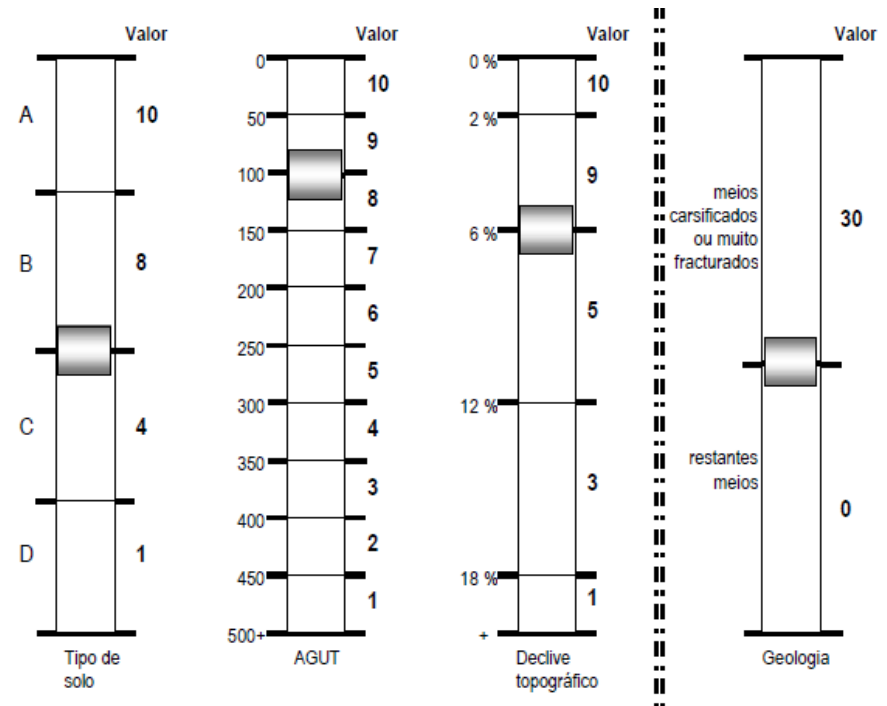 Valor
A
10
B
8
C
4
D
1
Tipo de
solo
Valor
0
10
50
9
100
8
150
7
200
6
250
5
300
4
350
3
400
2
450
1
500+
AGUT
Valor
0 %
10
2 %
9
6 %
5
12 %
3
18 %
1
+
Declive
topográfico
Valor
meios
carsificados
ou muito
fracturados
30
restantes
meios
0
Geologia